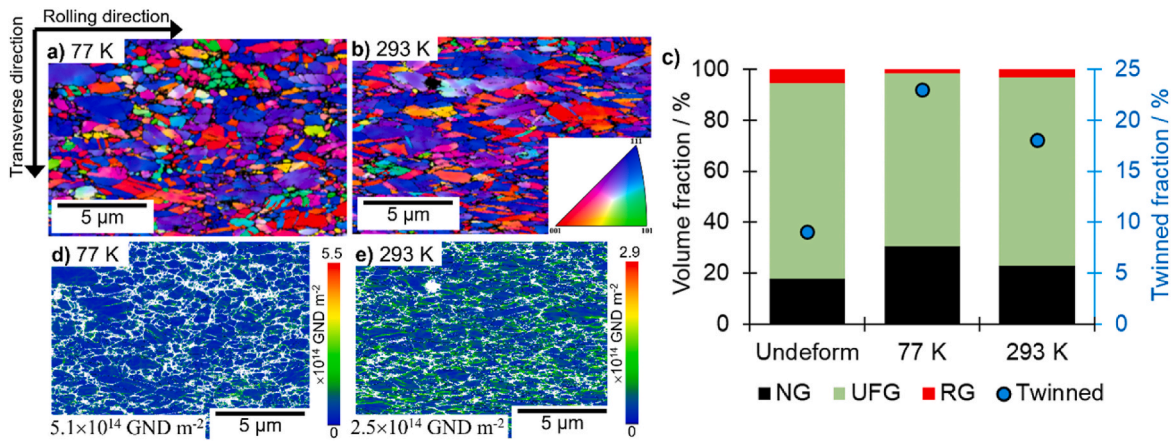 Rolling direction
Transverse direction
a) 77 K
5 μm
b) 293 K
111
001
101
5 μm
c)
Volume fraction / %
100
80
60
40
20
0
Twinned fraction / %
25
20
15
10
5
0
Undeform
77 K
293 K
NG
UFG
RG
Twinned
d) 77 K
5.5
×10¹⁴ GND m⁻²
0
5.1×10¹⁴ GND m⁻²
5 μm
e) 293 K
2.9
×10¹⁴ GND m⁻²
0
2.5×10¹⁴ GND m⁻²
5 μm